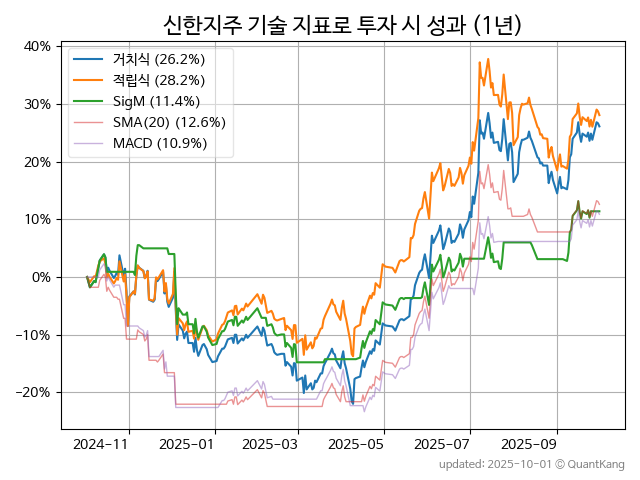 신한지주 기술 지표로 투자 시 성과 (1년)
거치식 (26.2%)
적립식 (28.2%)
SigM (11.4%)
SMA(20) (12.6%)
MACD (10.9%)
40%
30%
20%
10%
0%
−10%
−20%
2024-11 2025-01 2025-03 2025-05 2025-07 2025-09
updated: 2025-10-01 © QuantKang